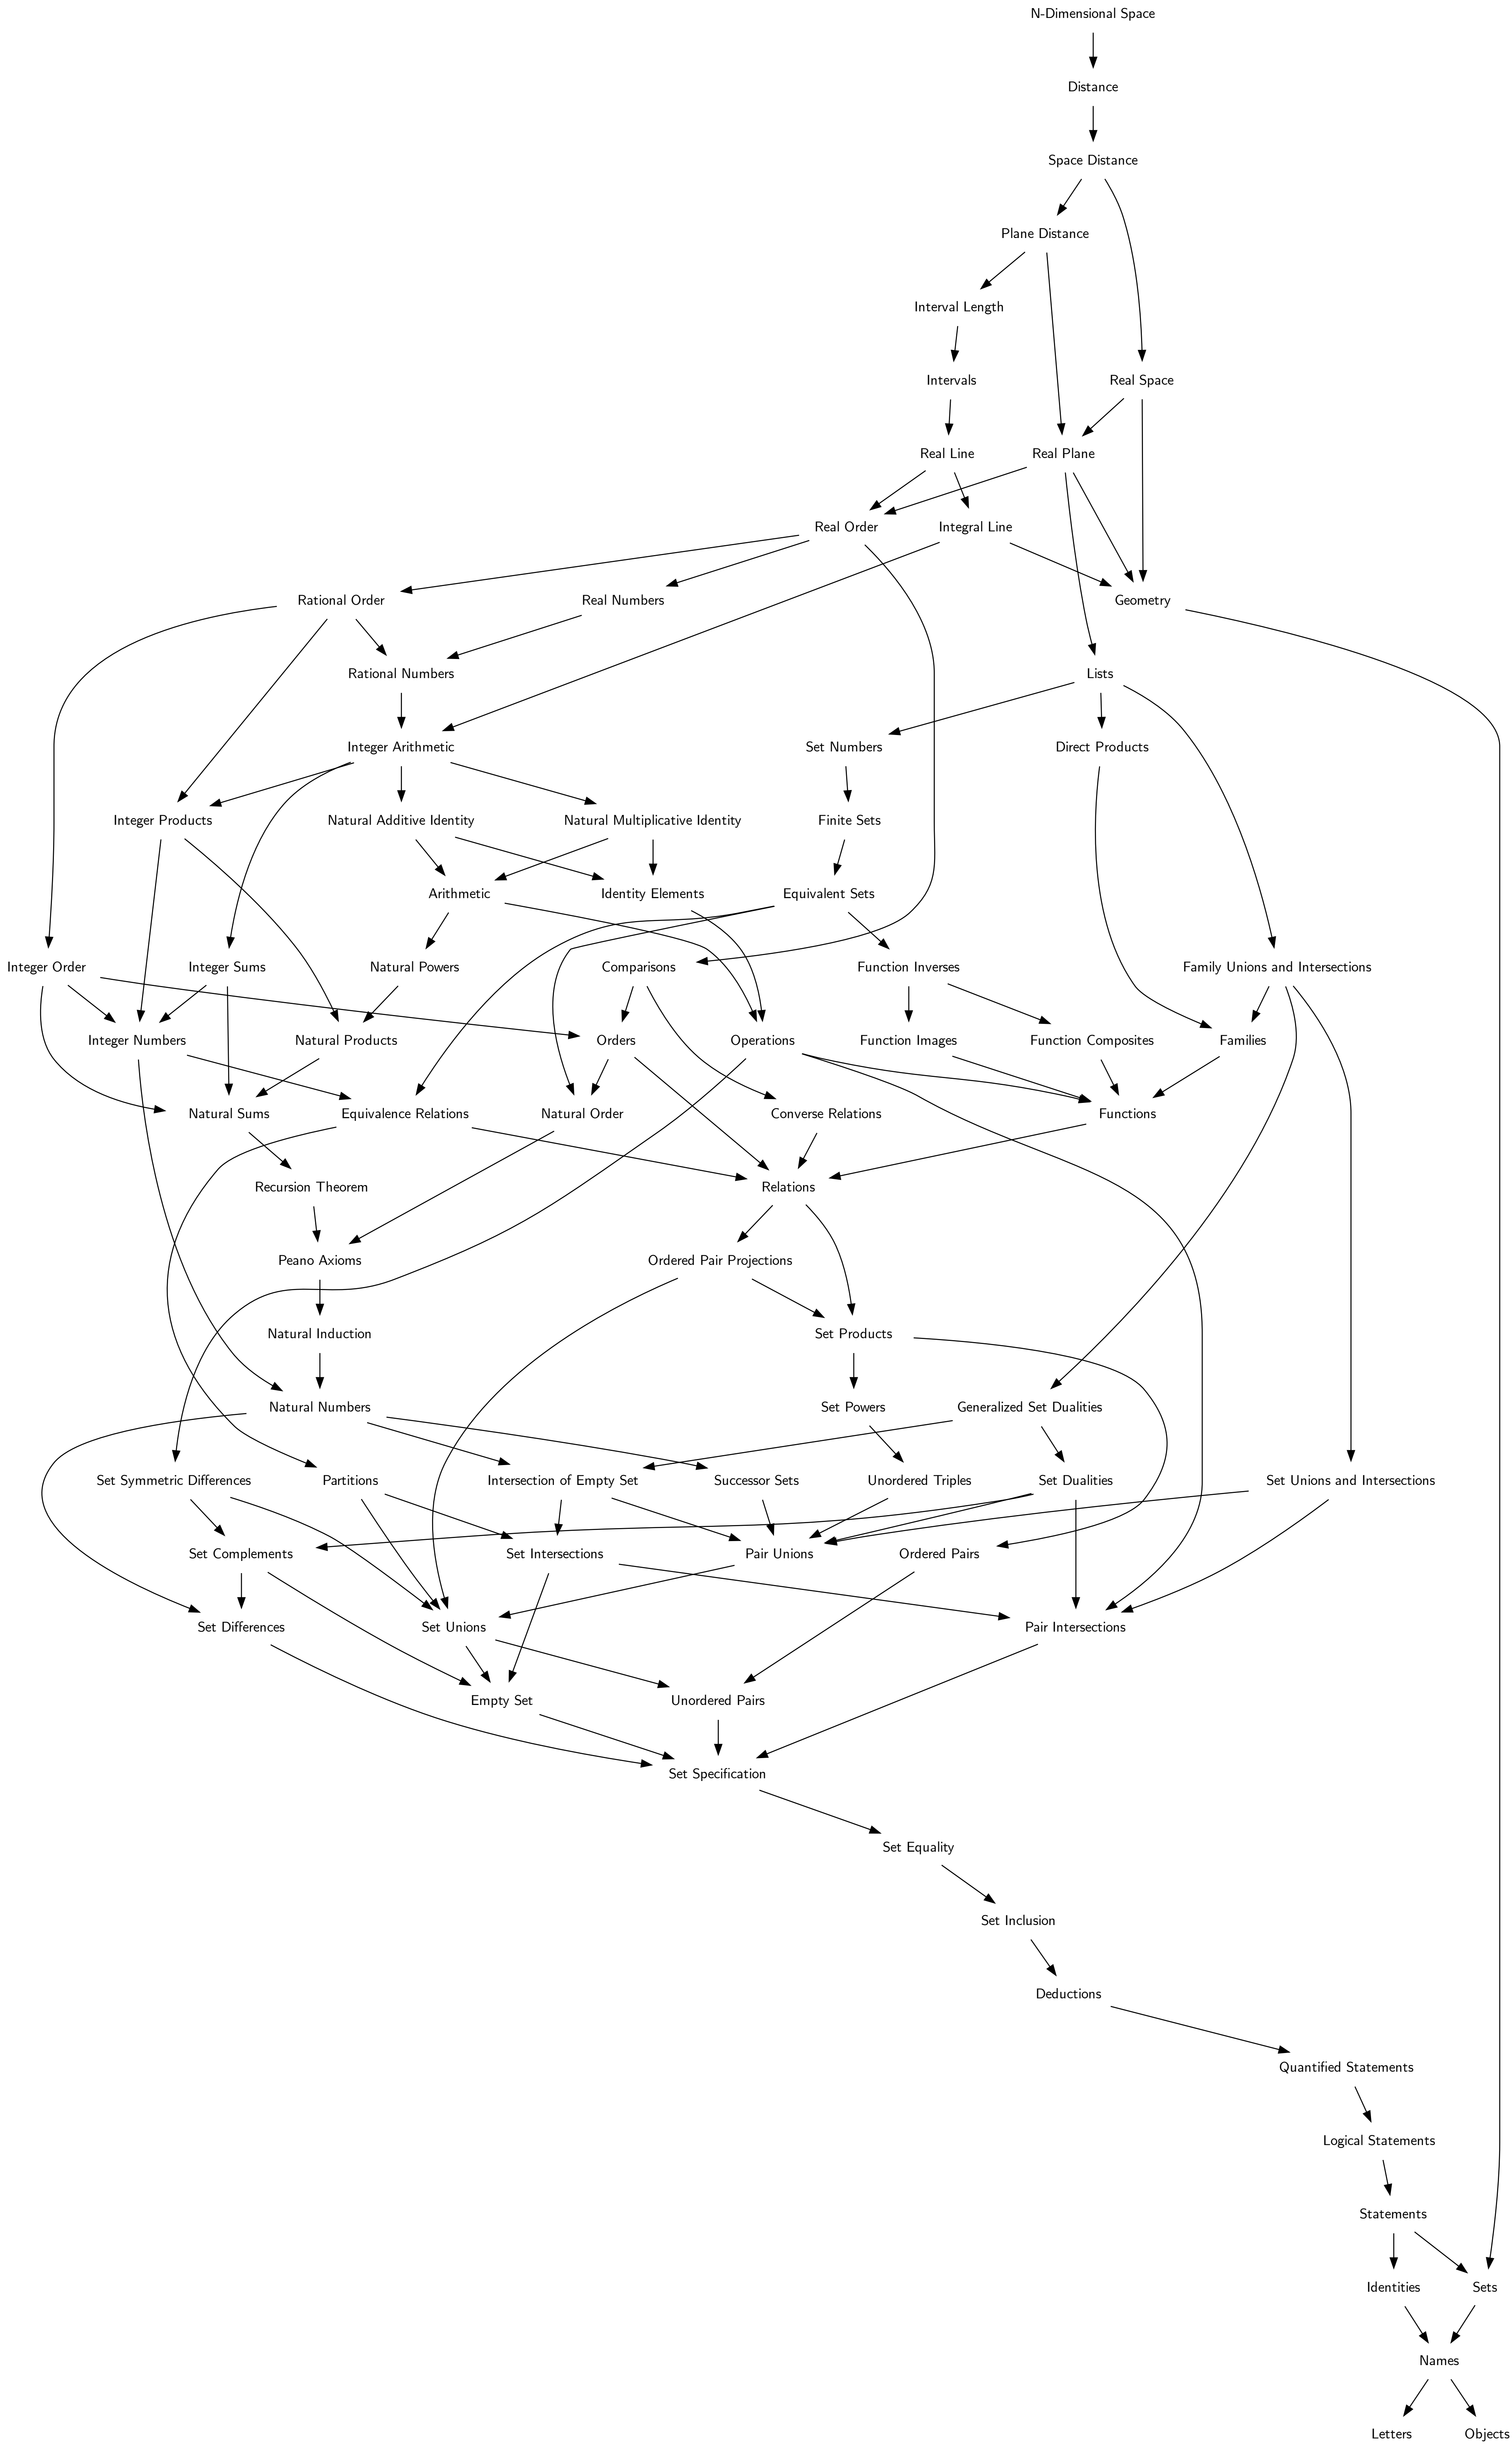 N-Dimensional Space
Distance
Space Distance
Plane Distance
Interval Length
Intervals
Real Space
Real Line
Real Plane
Real Order
Integral Line
Rational Order
Real Numbers
Geometry
Rational Numbers
Lists
Integer Arithmetic
Set Numbers
Direct Products
Integer Products
Natural Additive Identity
Natural Multiplicative Identity
Finite Sets
Arithmetic
Identity Elements
Equivalent Sets
Integer Order
Integer Sums
Natural Powers
Comparisons
Function Inverses
Family Unions and Intersections
Integer Numbers
Natural Products
Orders
Operations
Function Images
Function Composites
Families
Natural Sums
Equivalence Relations
Natural Order
Converse Relations
Functions
Recursion Theorem
Relations
Peano Axioms
Ordered Pair Projections
Natural Induction
Set Products
Natural Numbers
Set Powers
Generalized Set Dualities
Set Symmetric Differences
Partitions
Intersection of Empty Set
Successor Sets
Unordered Triples
Set Dualities
Set Unions and Intersections
Set Complements
Set Intersections
Pair Unions
Ordered Pairs
Set Differences
Set Unions
Pair Intersections
Empty Set
Unordered Pairs
Set Specification
Set Equality
Set Inclusion
Deductions
Quantified Statements
Logical Statements
Statements
Identities
Sets
Names
Letters
Objects